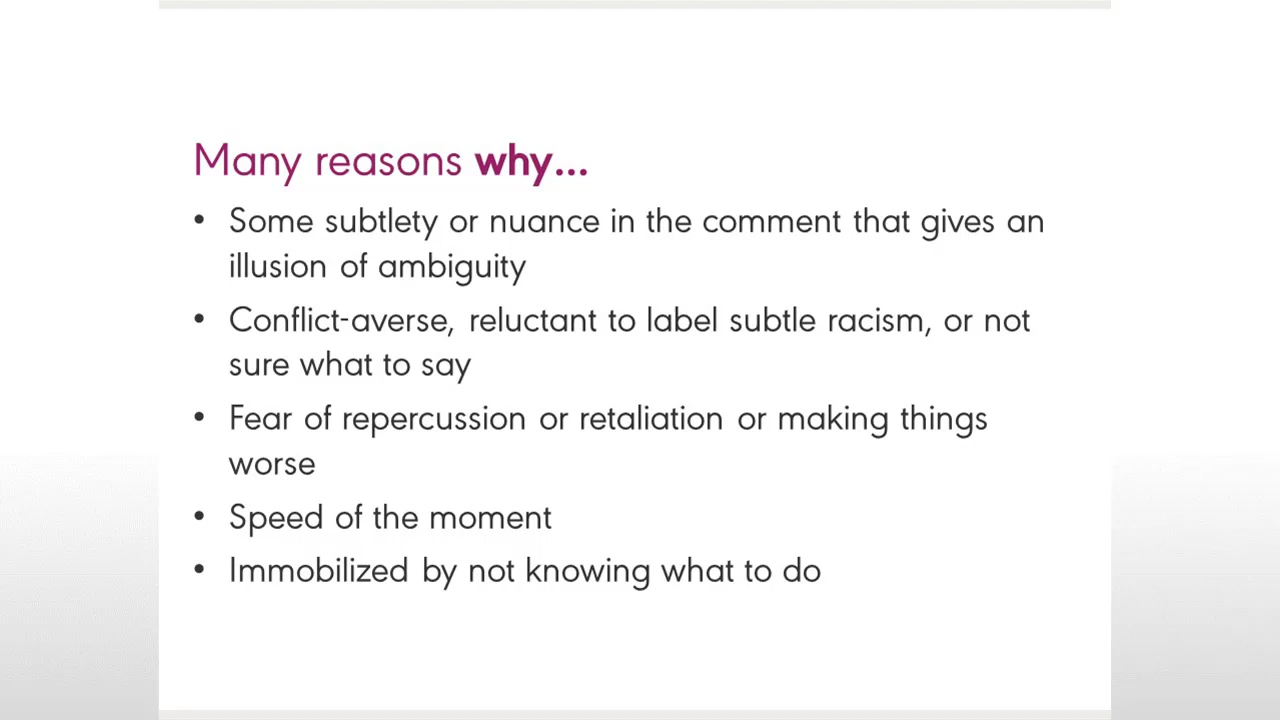 Many reasons why...
• Some subtlety or nuance in the comment that gives an
illusion of ambiguity
• Conflict-averse, reluctant to label subtle racism, or not
sure what to say
• Fear of repercussion or retaliation or making things
worse
• Speed of the moment
• Immobilized by not knowing what to do